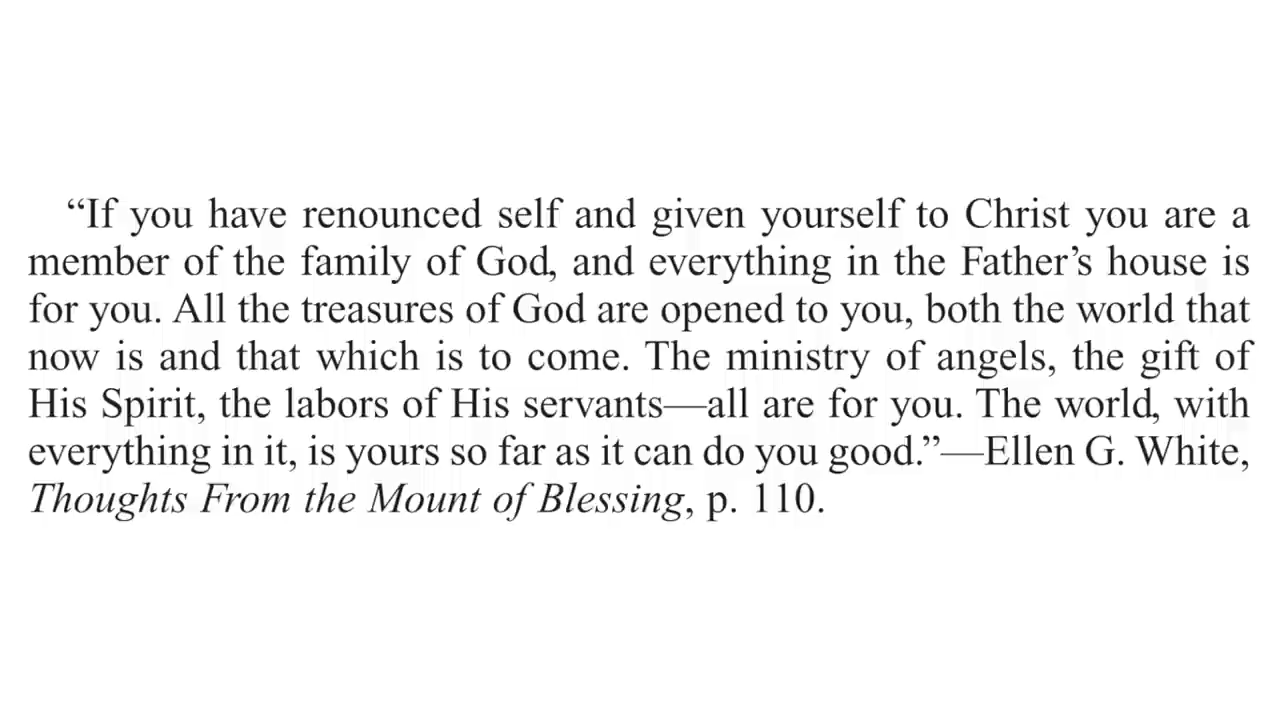 “If you have renounced self and given yourself to Christ you are a
member of the family of God, and everything in the Father’s house is
for you. All the treasures of God are opened to you, both the world that
now is and that which is to come. The ministry of angels, the gift of
His Spirit, the labors of His servants—all are for you. The world, with
everything in it, is yours so far as it can do you good.”—Ellen G. White,
Thoughts From the Mount of Blessing, p. 110.